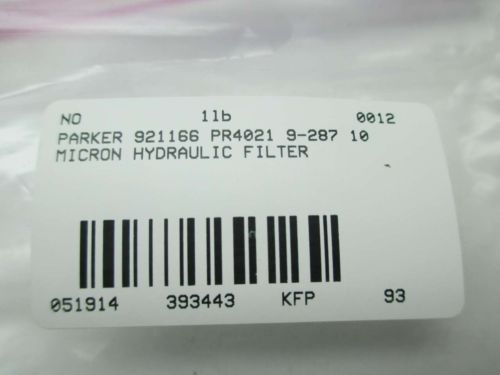 NO 1lb 0012
PARKER 921166 PR4021 9-287 10
MICRON HYDRAULIC FILTER
051914 393443 KFP 93